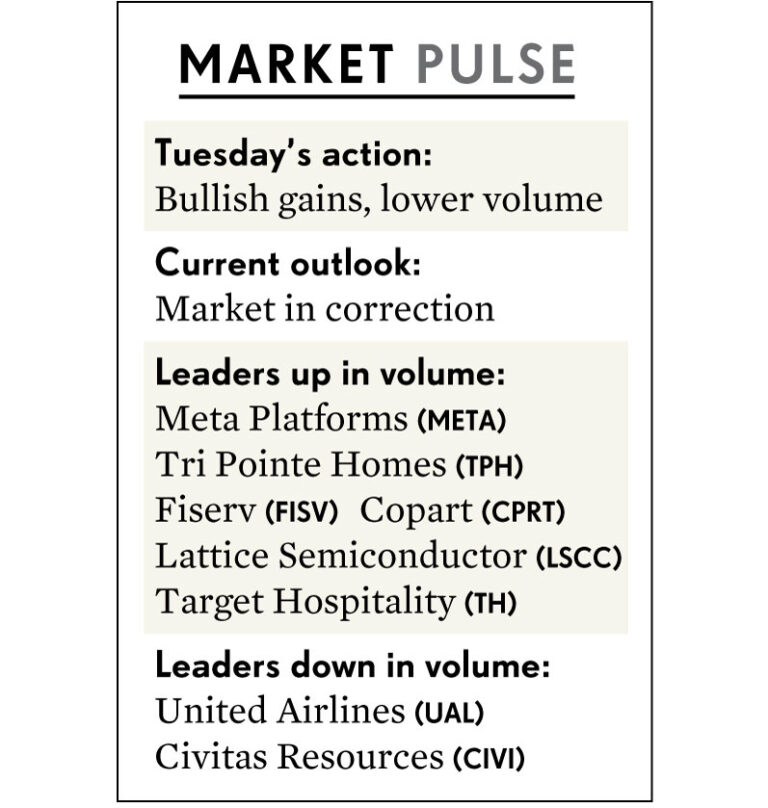 MARKET PULSE
Tuesday’s action:
Bullish gains, lower volume
Current outlook:
Market in correction
Leaders up in volume:
Meta Platforms (META)
Tri Pointe Homes (TPH)
Fiserv (FISV) Copart (CPRT)
Lattice Semiconductor (LSCC)
Target Hospitality (TH)
Leaders down in volume:
United Airlines (UAL)
Civitas Resources (CIVI)